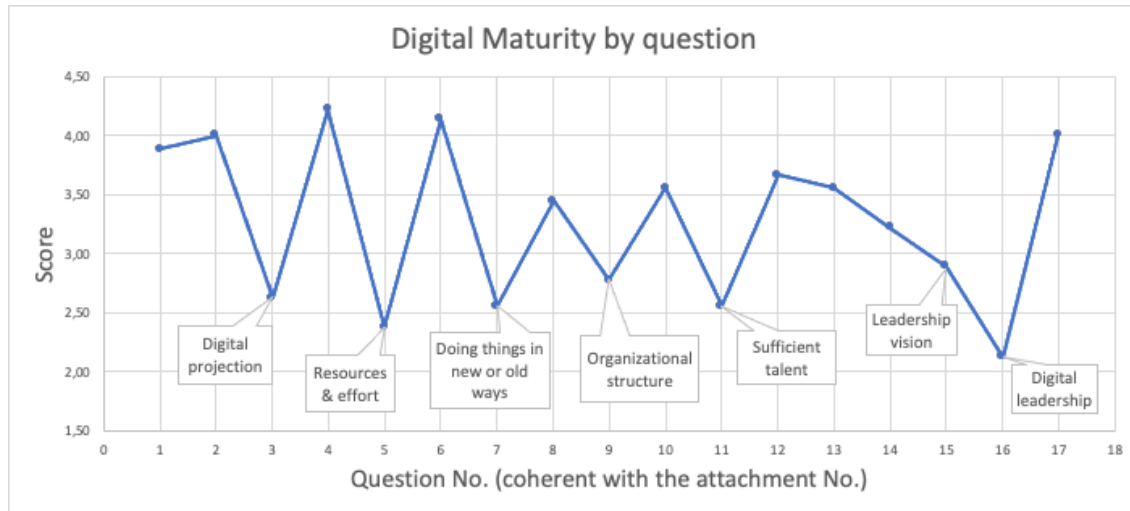 Digital Maturity by question
4,50
4,00
3,50
3,00
2,50
2,00
1,50
Score
Digital
projection
Resources
& effort
Doing things in
new or old
ways
Organizational
structure
Sufficient
talent
Leadership
vision
Digital
leadership
0 1 2 3 4 5 6 7 8 9 10 11 12 13 14 15 16 17 18
Question No. (coherent with the attachment No.)